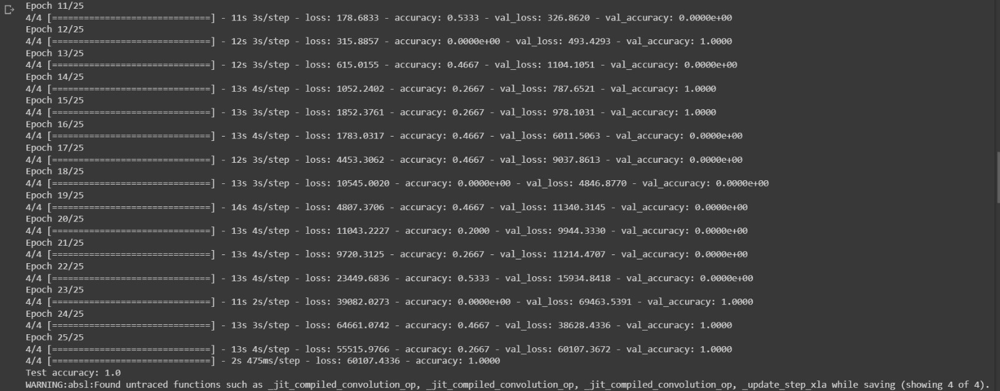 Epoch 11/25
4/4 [==============================] - 11s 3s/step - loss: 178.6833 - accuracy: 0.5333 - val_loss: 326.8620 - val_accuracy: 0.0000e+00
Epoch 12/25
4/4 [==============================] - 12s 3s/step - loss: 315.8857 - accuracy: 0.0000e+00 - val_loss: 493.4293 - val_accuracy: 1.0000
Epoch 13/25
4/4 [==============================] - 12s 3s/step - loss: 615.0155 - accuracy: 0.4667 - val_loss: 1104.1051 - val_accuracy: 0.0000e+00
Epoch 14/25
4/4 [==============================] - 13s 4s/step - loss: 1052.2402 - accuracy: 0.2667 - val_loss: 787.6521 - val_accuracy: 1.0000
Epoch 15/25
4/4 [==============================] - 13s 3s/step - loss: 1852.3761 - accuracy: 0.2667 - val_loss: 978.1031 - val_accuracy: 1.0000
Epoch 16/25
4/4 [==============================] - 13s 4s/step - loss: 1783.0317 - accuracy: 0.4667 - val_loss: 6011.5063 - val_accuracy: 0.0000e+00
Epoch 17/25
4/4 [==============================] - 12s 3s/step - loss: 4453.3062 - accuracy: 0.4667 - val_loss: 9037.8613 - val_accuracy: 0.0000e+00
Epoch 18/25
4/4 [==============================] - 13s 3s/step - loss: 10545.0020 - accuracy: 0.0000e+00 - val_loss: 4846.8770 - val_accuracy: 0.0000e+00
Epoch 19/25
4/4 [==============================] - 14s 4s/step - loss: 4807.3706 - accuracy: 0.4667 - val_loss: 11340.3145 - val_accuracy: 0.0000e+00
Epoch 20/25
4/4 [==============================] - 13s 4s/step - loss: 11043.2227 - accuracy: 0.2000 - val_loss: 9944.3330 - val_accuracy: 0.0000e+00
Epoch 21/25
4/4 [==============================] - 13s 4s/step - loss: 9720.3125 - accuracy: 0.2667 - val_loss: 11214.4707 - val_accuracy: 0.0000e+00
Epoch 22/25
4/4 [==============================] - 13s 4s/step - loss: 23449.6836 - accuracy: 0.5333 - val_loss: 15934.8418 - val_accuracy: 0.0000e+00
Epoch 23/25
4/4 [==============================] - 11s 2s/step - loss: 39082.0273 - accuracy: 0.0000e+00 - val_loss: 69463.5391 - val_accuracy: 1.0000
Epoch 24/25
4/4 [==============================] - 13s 3s/step - loss: 64661.0742 - accuracy: 0.4667 - val_loss: 38628.4336 - val_accuracy: 1.0000
Epoch 25/25
4/4 [==============================] - 13s 4s/step - loss: 55515.9766 - accuracy: 0.2667 - val_loss: 60107.3672 - val_accuracy: 1.0000
4/4 [==============================] - 2s 475ms/step - loss: 60107.4336 - accuracy: 1.0000
Test accuracy: 1.0
WARNING:absl:Found untraced functions such as _jit_compiled_convolution_op, _jit_compiled_convolution_op, _jit_compiled_convolution_op, _update_step_xla while saving (showing 4 of 4).